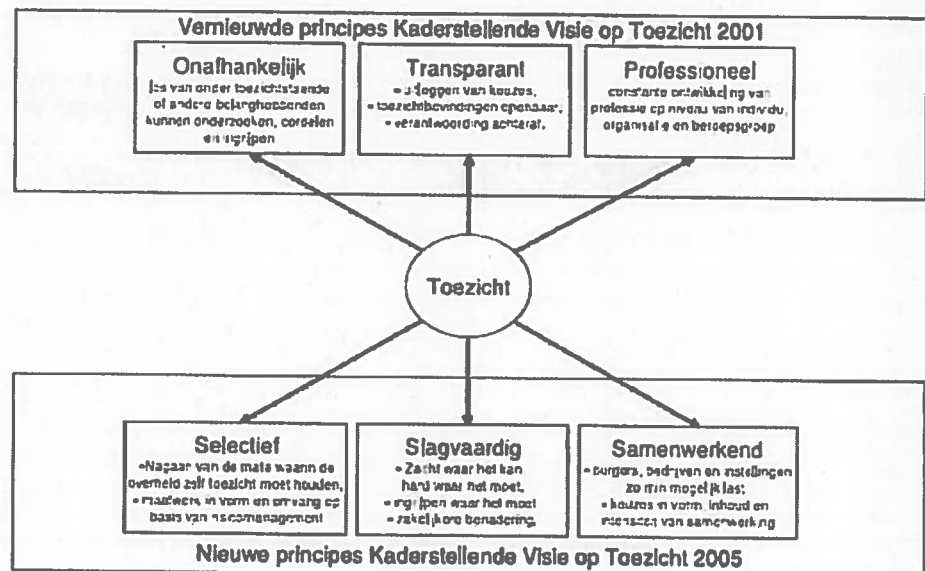 Vernieuwde principes Kaderstellende Visie op Toezicht 2001
Onafhankelijk
van onder toezichtstaande
of andere belanghebbenden
kunnen onderzoeken, oordelen
en ingrijpen
Transparant
van keuzes,
toezichtbevindingen openbaar,
verantwoording achteraf.
Professioneel
constante ontwikkeling van
professie op niveau van individu,
organisatie en beroepsgroep
Toezicht
Selectief
van de mate waarin de
overheid zelf toezicht moet houden,
maatwerk in vorm en omvang op
basis van risicomanagement
Slagvaardig
Zacht waar het kan
hard waar het moet,
ingrijpen waar het moet
zakelijkere benadering
Samenwerkend
burgers, bedrijven en instellingen
zo min mogelijk last
keuzes in vorm, inhoud en
van samenwerking
Nieuwe principes Kaderstellende Visie op Toezicht 2005